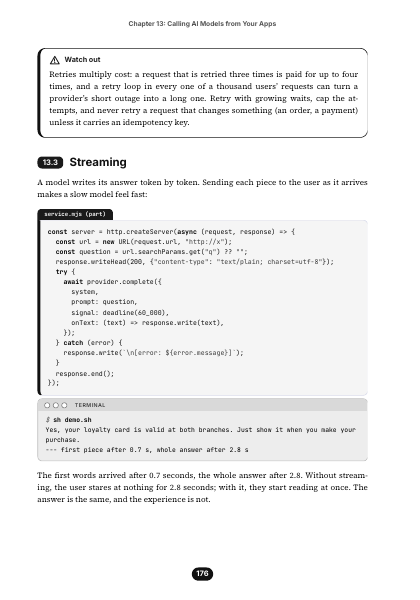 Chapter 13: Calling AI Models from Your Apps
Watch out
Retries multiply cost: a request that is retried three times is paid for up to four
times, and a retry loop in every one of a thousand users' requests can turn a
provider's short outage into a long one. Retry with growing waits, cap the at-
tempts, and never retry a request that changes something (an order, a payment)
unless it carries an idempotency key.
13.3 Streaming
A model writes its answer token by token. Sending each piece to the user as it arrives
makes a slow model feel fast:
service.mjs (part)
const server = http.createServer(async (request, response) => {
  const url = new URL(request.url, "http://x");
  const question = url.searchParams.get("q") ?? "";
  response.writeHead(200, {"content-type": "text/plain; charset=utf-8"});
  try {
    await provider.complete({
      system,
      prompt: question,
      signal: deadline(60_000),
      onText: (text) => response.write(text),
    });
  } catch (error) {
    response.write(`\n[error: ${error.message}]`);
  }
  response.end();
});
TERMINAL
$ sh demo.sh
Yes, your loyalty card is valid at both branches. Just show it when you make your
purchase.
--- first piece after 0.7 s, whole answer after 2.8 s
The first words arrived after 0.7 seconds, the whole answer after 2.8. Without stream-
ing, the user stares at nothing for 2.8 seconds; with it, they start reading at once. The
answer is the same, and the experience is not.
176